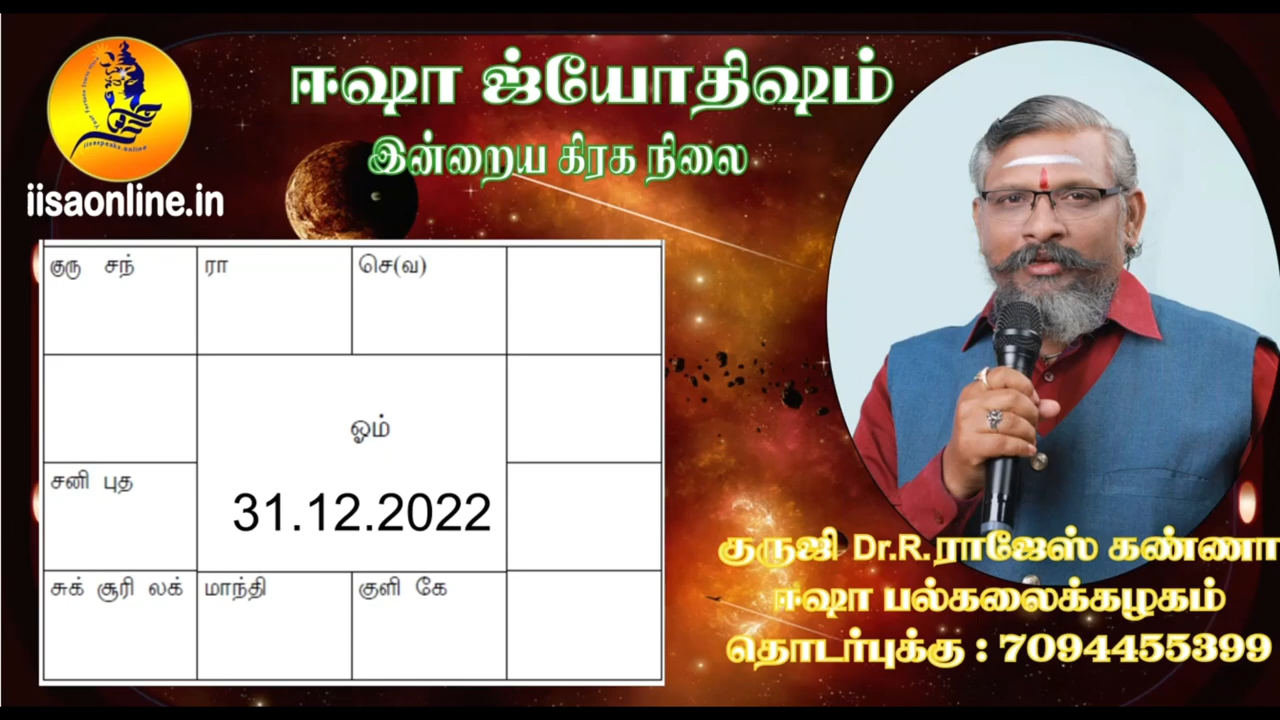 ஈஷா ஜ்யோதிஷம்
இன்றைய கிரக நிலை
iisaonline.in
குரு சந்
ரா
செ(வ)
ஓம்
சனி புத
31.12.2022
சுக் சூரி லக்
மாந்தி
குளி கே
குருஜி Dr.R.ராஜேஸ் கண்ணா
ஈஷா பல்கலைக்கழகம்
தொடர்புக்கு : 7094455399